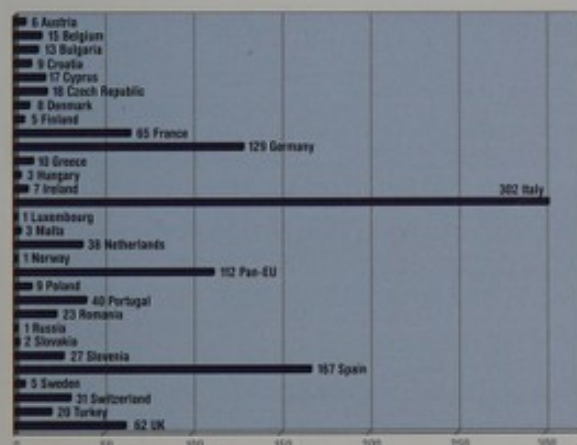 6 Austria
15 Belgium
13 Bulgaria
9 Croatia
17 Cyprus
18 Czech Republic
8 Denmark
5 Finland
65 France
129 Germany
10 Greece
3 Hungary
7 Ireland
302 Italy
1 Luxembourg
3 Malta
38 Netherlands
1 Norway
112 Pan-EU
9 Poland
40 Portugal
23 Romania
1 Russia
2 Slovakia
27 Slovenia
167 Spain
5 Sweden
31 Switzerland
20 Turkey
62 UK